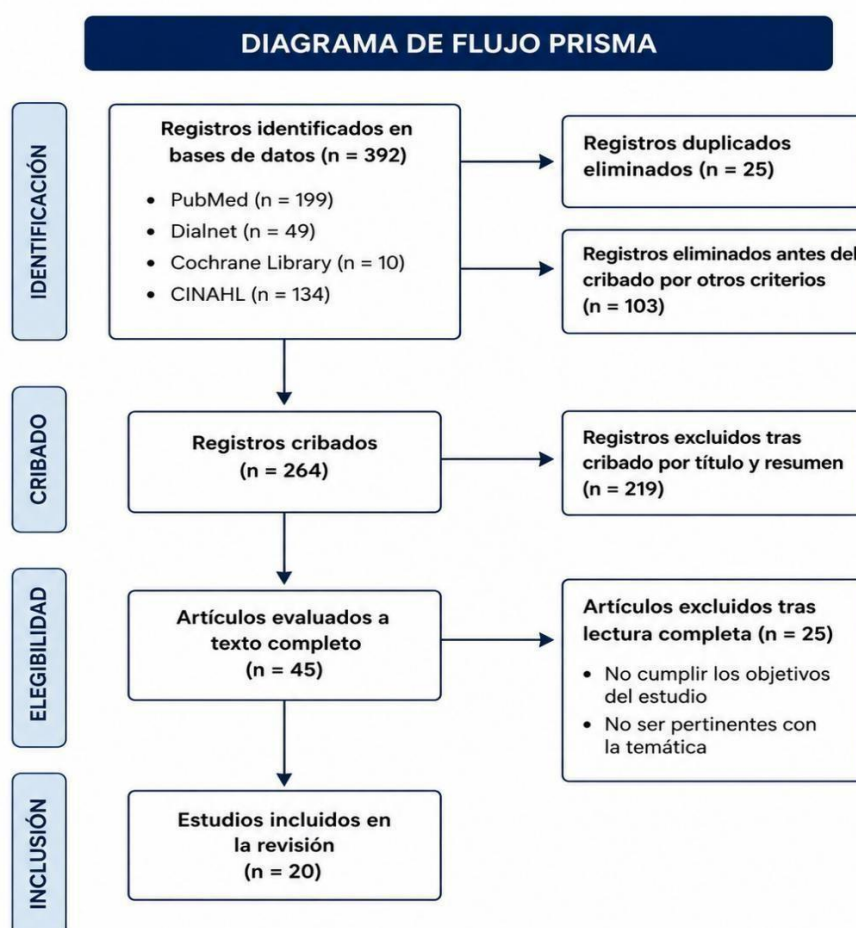 DIAGRAMA DE FLUJO PRISMA
IDENTIFICACIÓN
Registros identificados en
bases de datos (n = 392)
• PubMed (n = 199)
• Dialnet (n = 49)
• Cochrane Library (n = 10)
• CINAHL (n = 134)
Registros duplicados
eliminados (n = 25)
Registros eliminados antes del
cribado por otros criterios
(n = 103)
CRIBADO
Registros cribados
(n = 264)
Registros excluidos tras
cribado por título y resumen
(n = 219)
ELEGIBILIDAD
Artículos evaluados a
texto completo
(n = 45)
Artículos excluidos tras
lectura completa (n = 25)
• No cumplir los objetivos
del estudio
• No ser pertinentes con
la temática
INCLUSIÓN
Estudios incluidos en
la revisión
(n = 20)